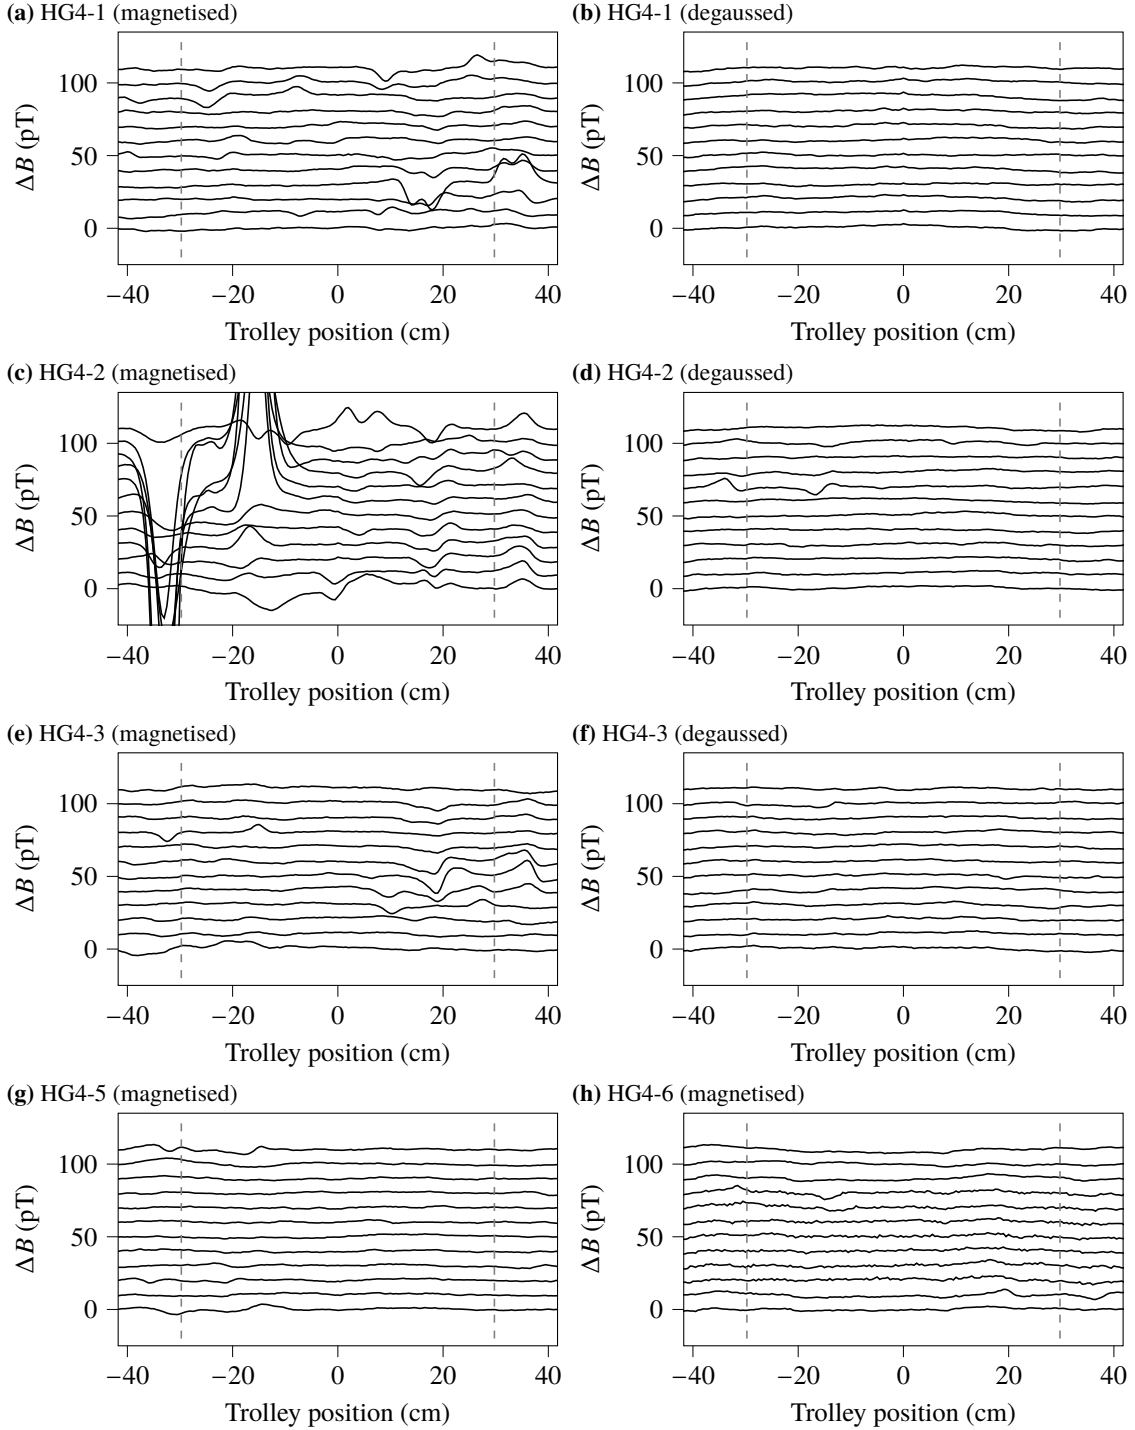 (a) HG4-1 (magnetised)
ΔB (pT)
100
50
0
−40 −20 0 20 40
Trolley position (cm)
(b) HG4-1 (degaussed)
ΔB (pT)
100
50
0
−40 −20 0 20 40
Trolley position (cm)
(c) HG4-2 (magnetised)
ΔB (pT)
100
50
0
−40 −20 0 20 40
Trolley position (cm)
(d) HG4-2 (degaussed)
ΔB (pT)
100
50
0
−40 −20 0 20 40
Trolley position (cm)
(e) HG4-3 (magnetised)
ΔB (pT)
100
50
0
−40 −20 0 20 40
Trolley position (cm)
(f) HG4-3 (degaussed)
ΔB (pT)
100
50
0
−40 −20 0 20 40
Trolley position (cm)
(g) HG4-5 (magnetised)
ΔB (pT)
100
50
0
−40 −20 0 20 40
Trolley position (cm)
(h) HG4-6 (magnetised)
ΔB (pT)
100
50
0
−40 −20 0 20 40
Trolley position (cm)